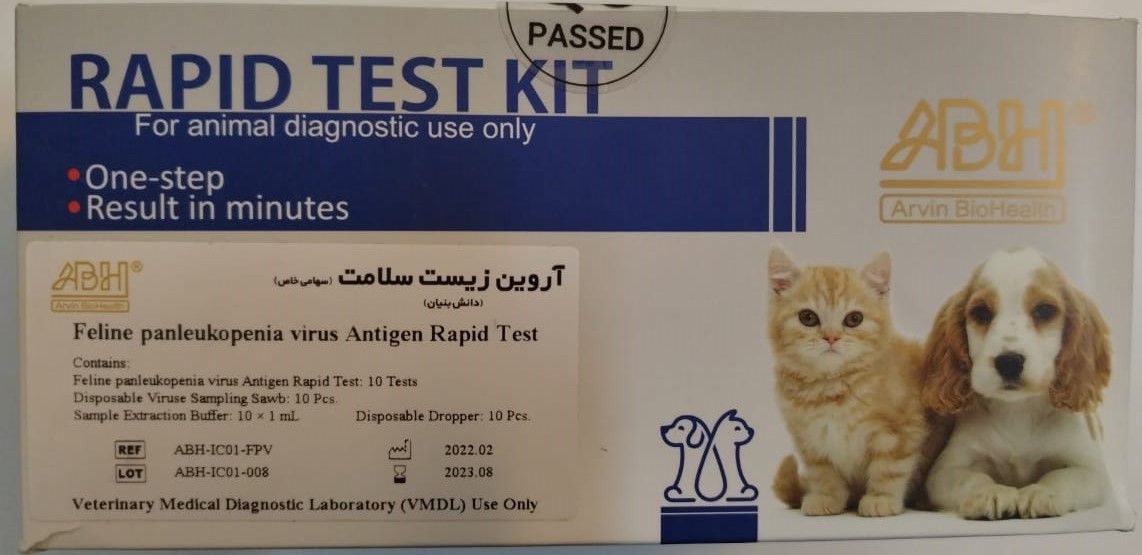 PASSED
RAPID TEST KIT
For animal diagnostic use only
• One-step
• Result in minutes
ABH®
Arvin BioHealth
ABH®
Arvin BioHealth
آروین زیست سلامت (سهامی خاص)
(دانش بنیان)
Feline panleukopenia virus Antigen Rapid Test
Contains:
Feline panleukopenia virus Antigen Rapid Test: 10 Tests
Disposable Viruse Sampling Sawb: 10 Pcs.
Sample Extraction Buffer: 10 × 1 mL Disposable Dropper: 10 Pcs.
REF ABH-IC01-FPV 2022.02
LOT ABH-IC01-008 2023.08
Veterinary Medical Diagnostic Laboratory (VMDL) Use Only